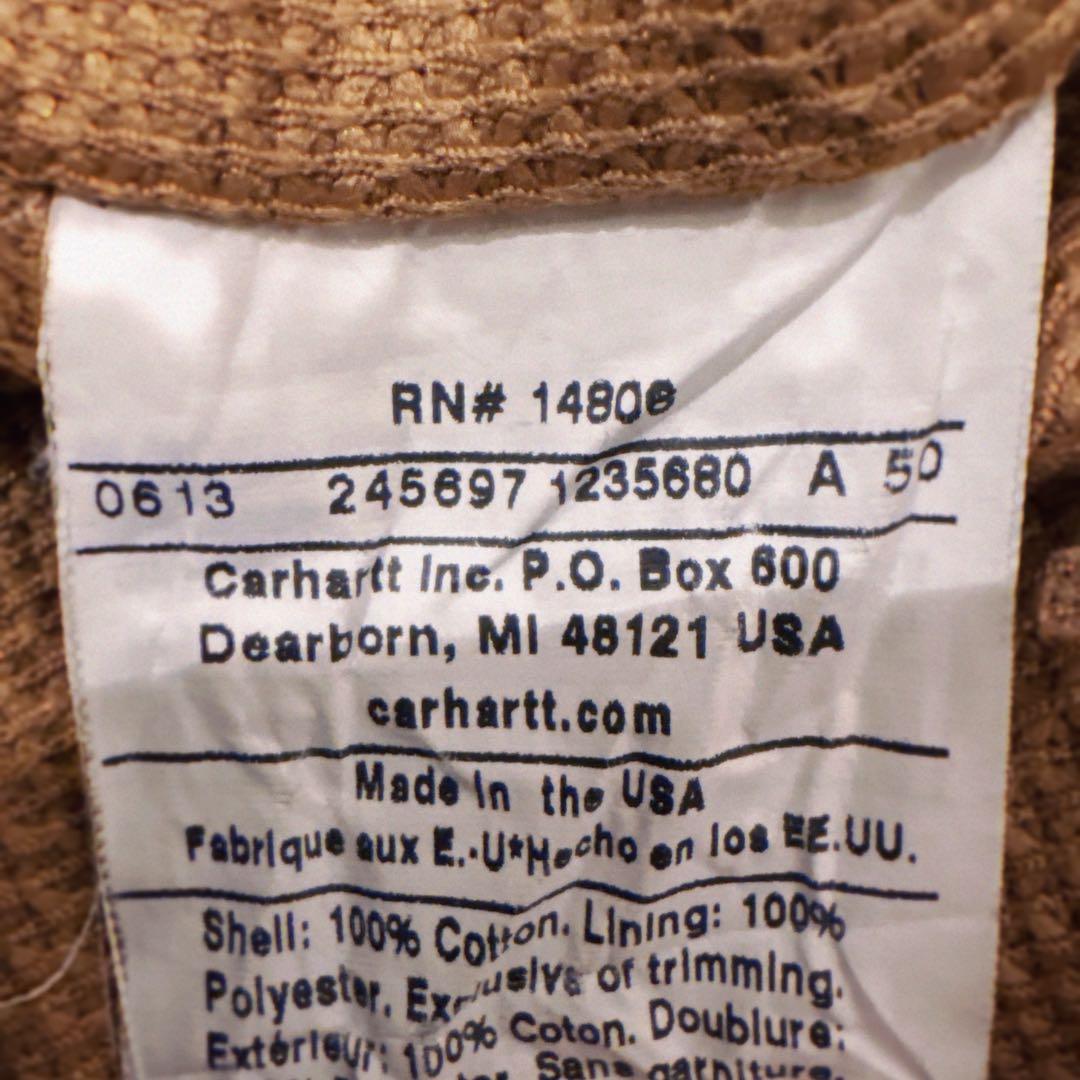 RN# 14806
0613 245697 1235680 A 50
Carhartt Inc. P.O. Box 600
Dearborn, MI 48121 USA
carhartt.com
Made in the USA
Fabrique aux E.-U*Hecho en los EE.UU.
Shell: 100% Cotton. Lining: 100%
Polyester. Exclusive of trimming.
Extérieur: 100% Coton. Doublure:
Sans garniture.